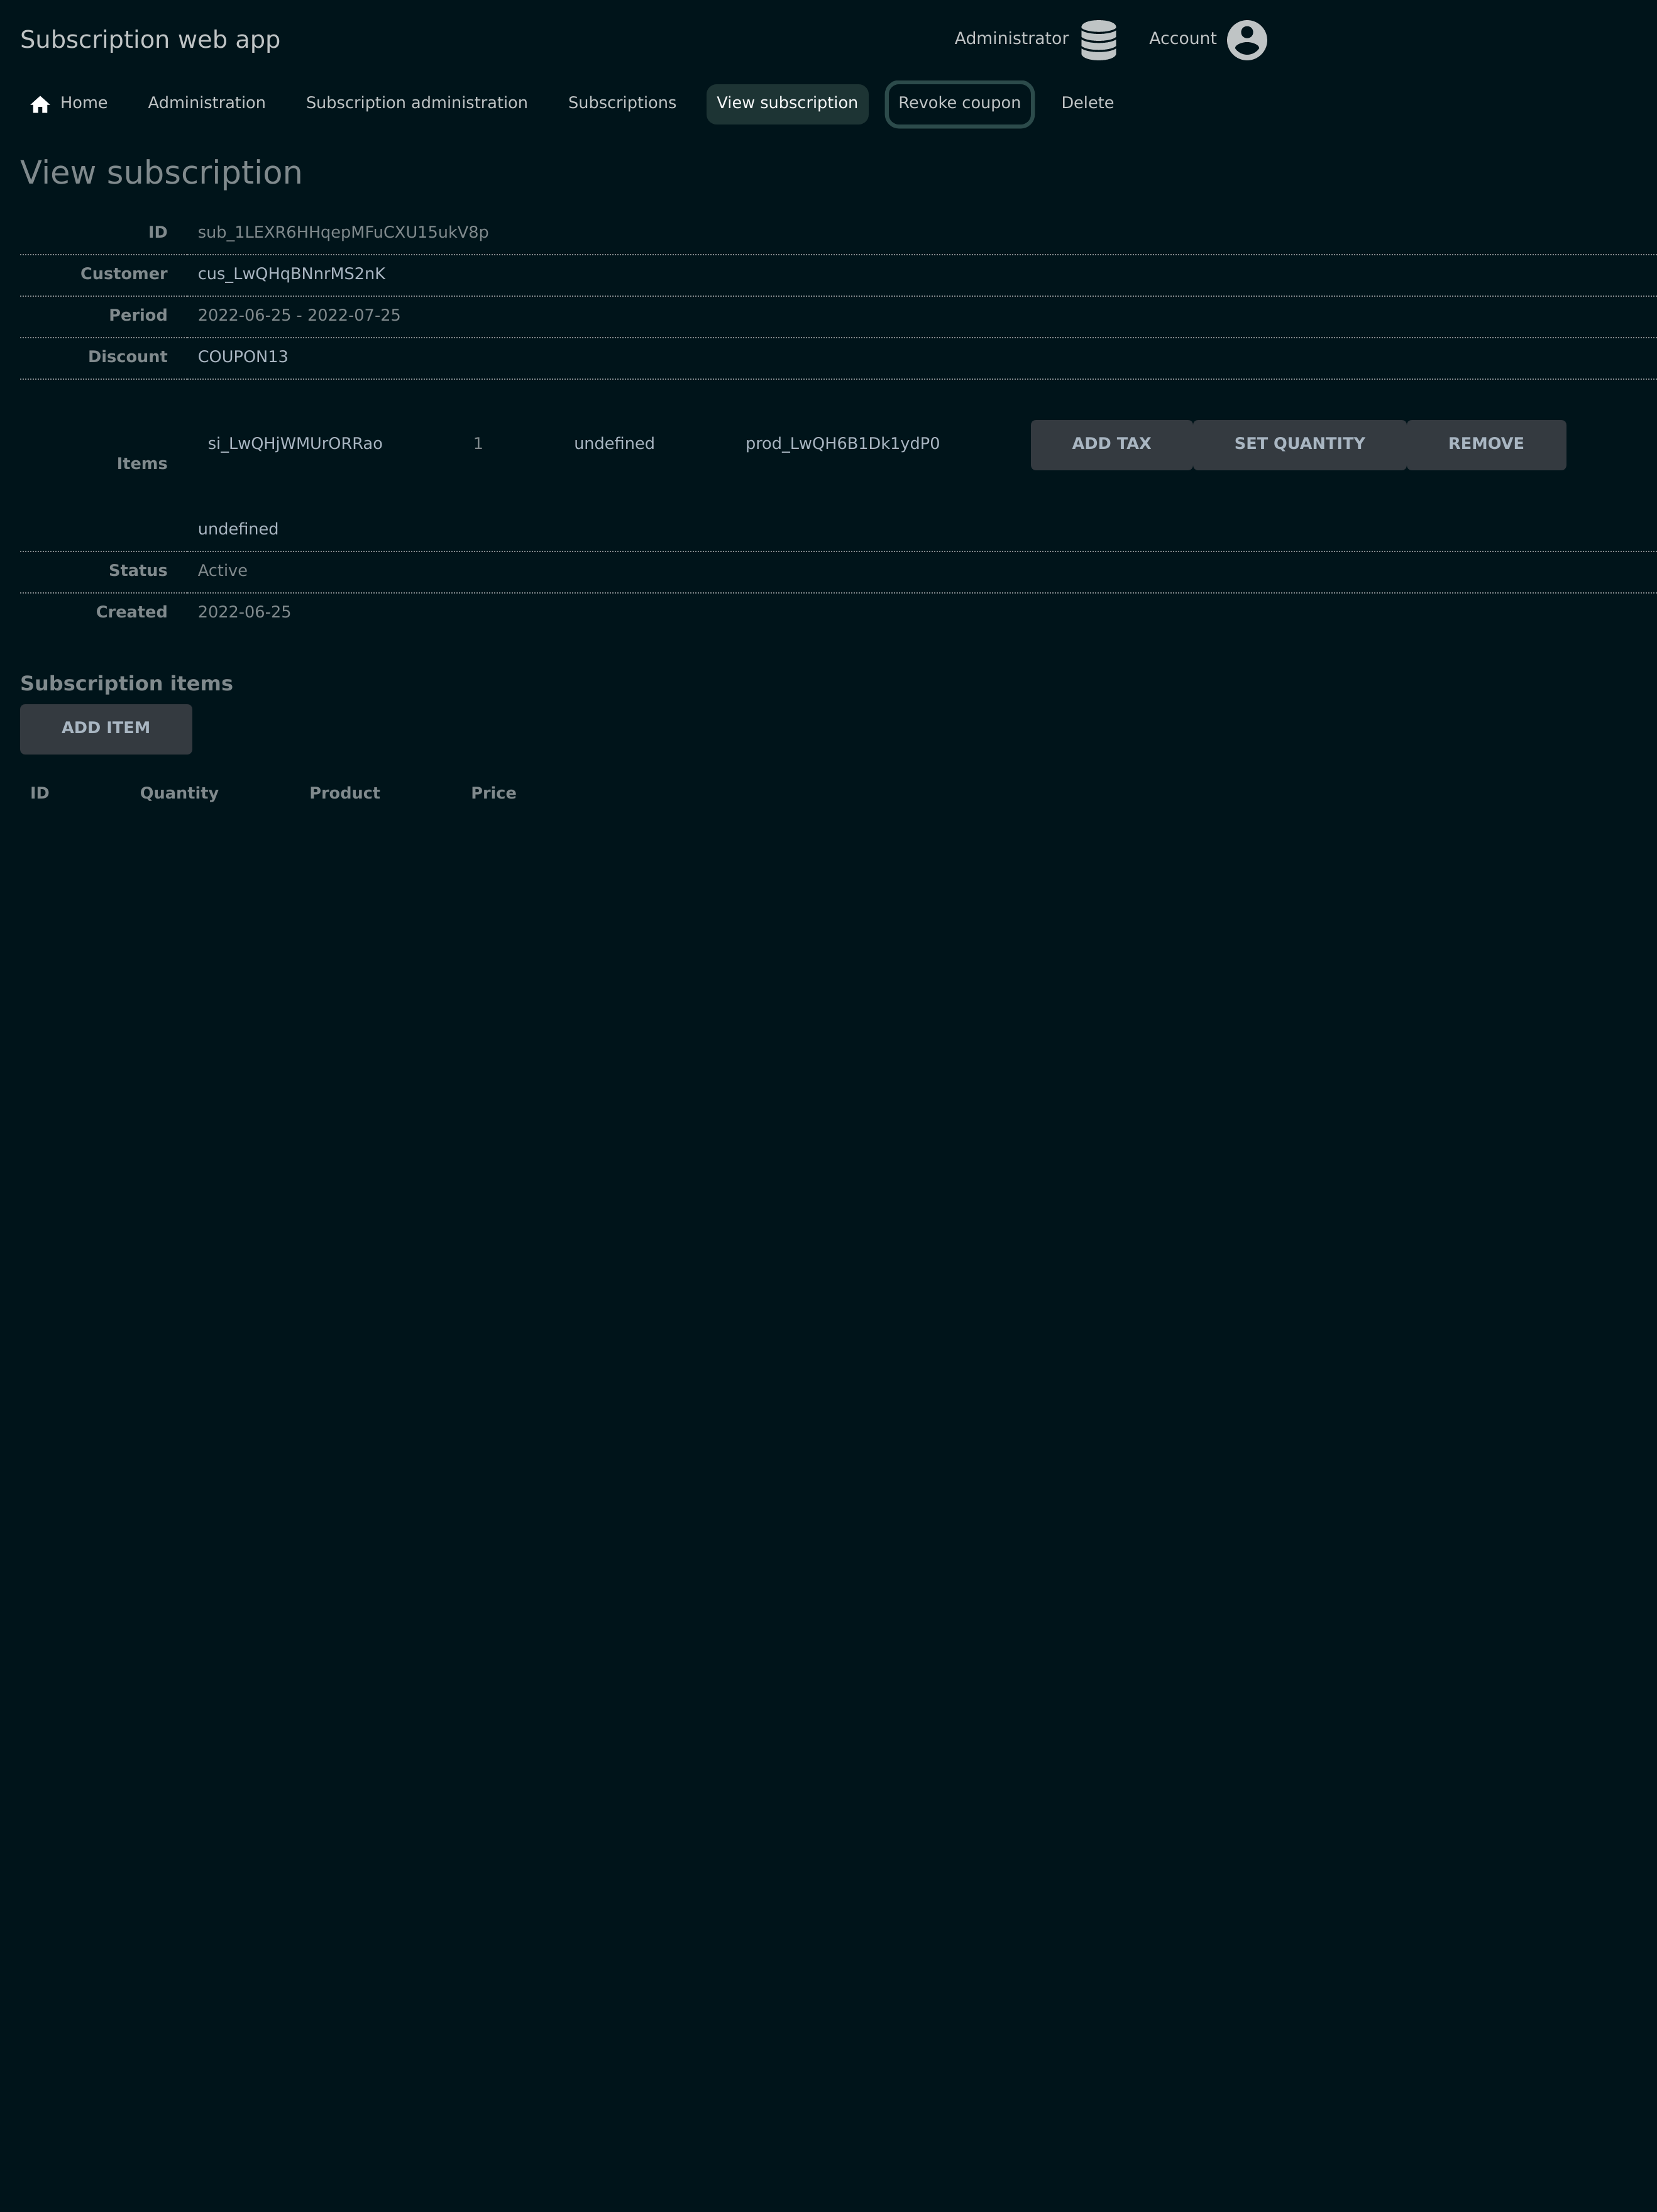 Subscription web app
Administrator
Account
Home Administration Subscription administration Subscriptions View subscription Revoke coupon Delete
View subscription
ID sub_1LEXR6HHqepMFuCXU15ukV8p
Customer cus_LwQHqBNnrMS2nK
Period 2022-06-25 - 2022-07-25
Discount COUPON13
Items si_LwQHjWMUrORRao 1 undefined prod_LwQH6B1Dk1ydP0 ADD TAX SET QUANTITY REMOVE
undefined
Status Active
Created 2022-06-25
Subscription items
ADD ITEM
ID Quantity Product Price